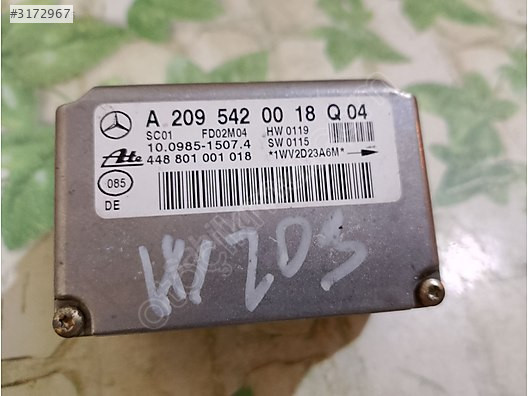 #3172967
A 209 542 00 18 Q 04
SC01 FD02M04 HW 0119
10.0985-1507.4 SW 0115
Ate 448 801 001 018 *1WV2D23A6M*
085
DE
W203